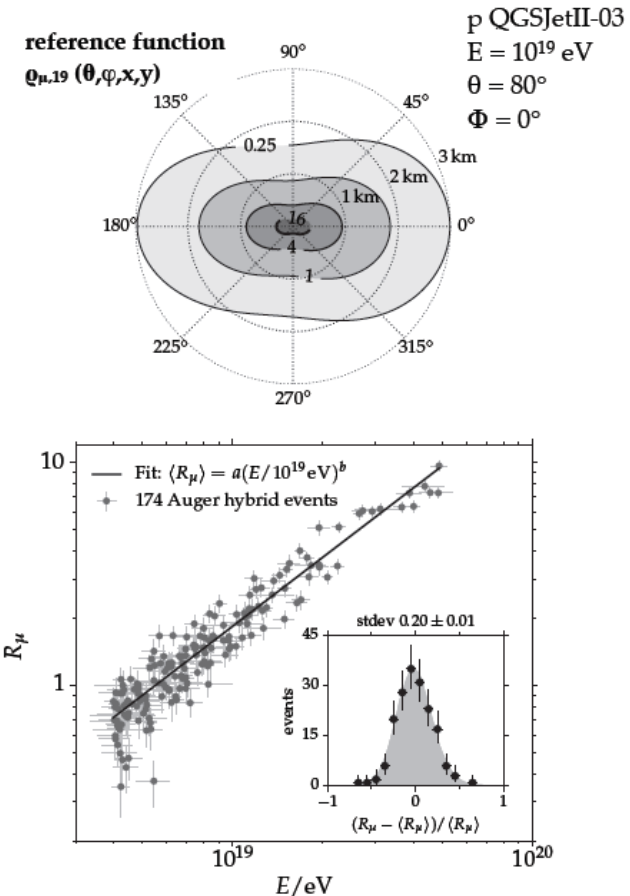 reference function
ϱμ,19 (θ,φ,x,y)
p QGSJetII-03
E = 10¹⁹ eV
θ = 80°
Φ = 0°
90°
135°
45°
0.25
3 km
2 km
1 km
180°
16
0°
4
1
225°
315°
270°
10
Fit: ⟨Rμ⟩ = a(E/10¹⁹ eV)ᵇ
174 Auger hybrid events
Rμ
1
stdev 0.20 ± 0.01
45
30
15
0
events
−1
0
1
(Rμ − ⟨Rμ⟩)/⟨Rμ⟩
10¹⁹
10²⁰
E/eV